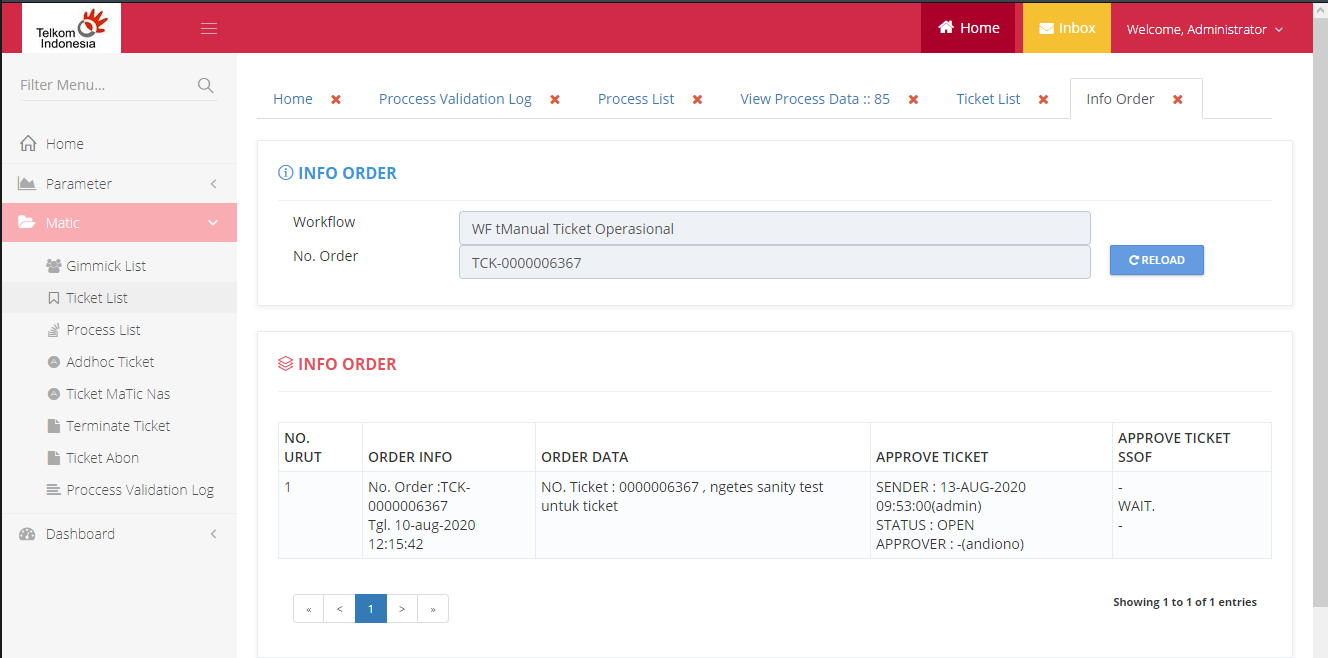 Telkom
Indonesia
Home
Inbox
Welcome, Administrator
Filter Menu...
Home
Parameter
Matic
Gimmick List
Ticket List
Process List
Addhoc Ticket
Ticket MaTic Nas
Terminate Ticket
Ticket Abon
Proccess Validation Log
Dashboard
Home
Proccess Validation Log
Process List
View Process Data :: 85
Ticket List
Info Order
INFO ORDER
Workflow
WF tManual Ticket Operasional
No. Order
TCK-0000006367
RELOAD
INFO ORDER
NO.
URUT
ORDER INFO
ORDER DATA
APPROVE TICKET
APPROVE TICKET
SSOF
1
No. Order :TCK-
0000006367
Tgl. 10-aug-2020
12:15:42
NO. Ticket : 0000006367 , ngetes sanity test
untuk ticket
SENDER : 13-AUG-2020
09:53:00(admin)
STATUS : OPEN
APPROVER : -(andiono)
-
WAIT.
-
« < 1 > »
Showing 1 to 1 of 1 entries